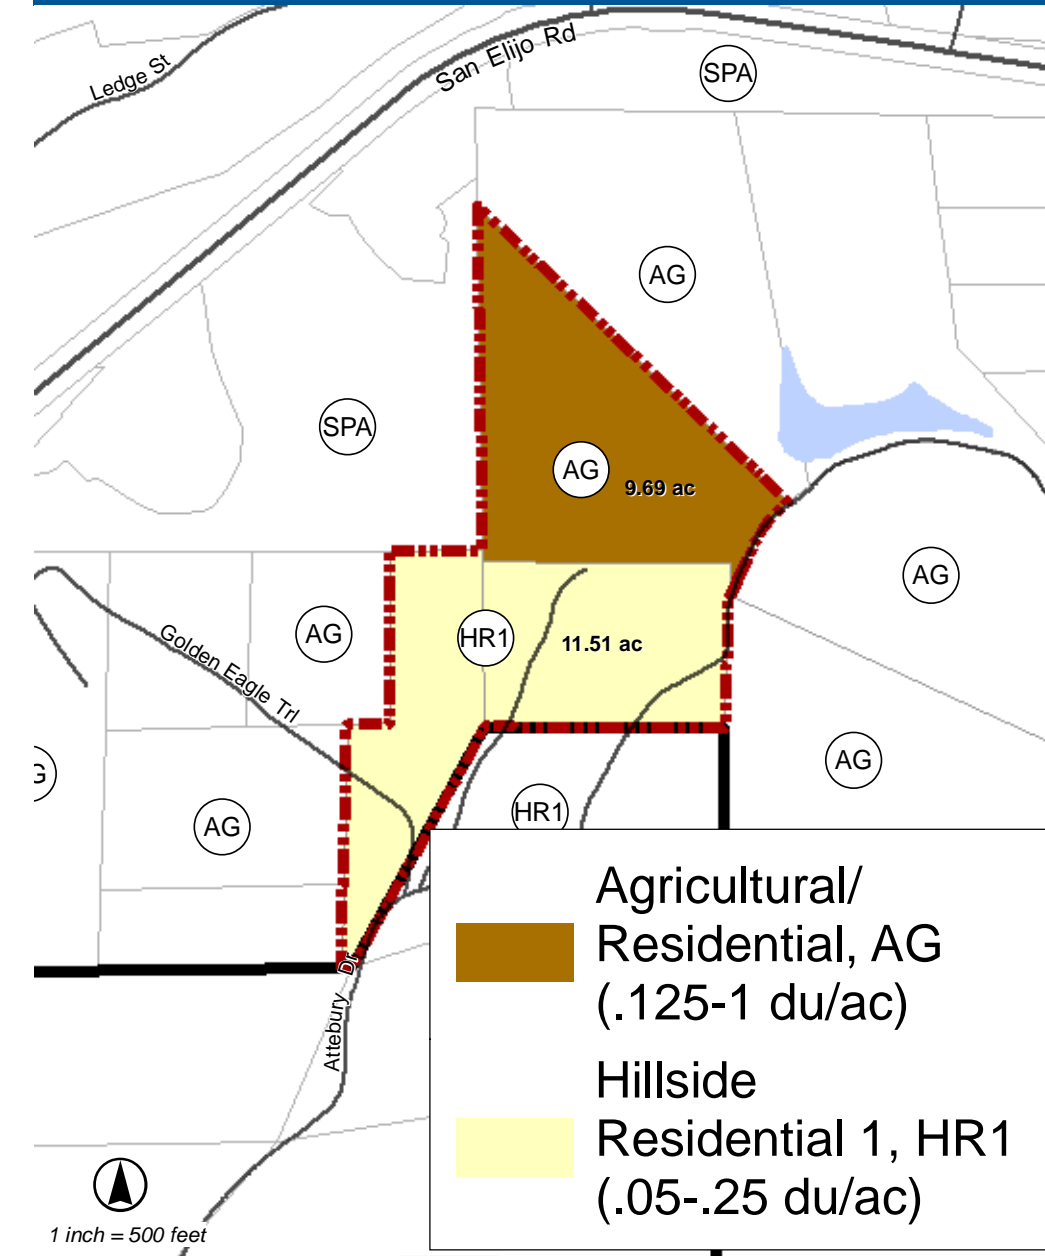 Ledge St
San Elijo Rd
SPA
AG
SPA
AG
9.69 ac
AG
AG
HR1
11.51 ac
Golden Eagle Trl
AG
G
AG
HR1
Agricultural/
Residential, AG
(.125-1 du/ac)
Attebury Dr
Hillside
Residential 1, HR1
(.05-.25 du/ac)
1 inch = 500 feet